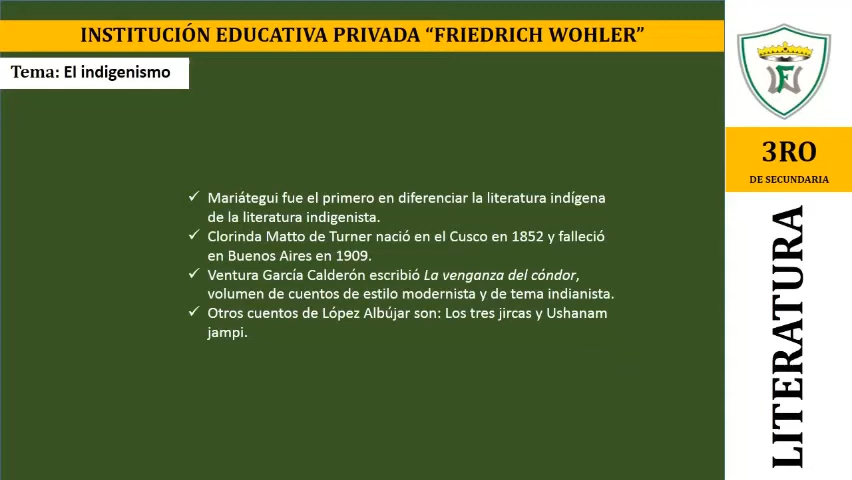 INSTITUCIÓN EDUCATIVA PRIVADA “FRIEDRICH WOHLER”
Tema: El indigenismo
✓ Mariátegui fue el primero en diferenciar la literatura indígena
de la literatura indigenista.
✓ Clorinda Matto de Turner nació en el Cusco en 1852 y falleció
en Buenos Aires en 1909.
✓ Ventura García Calderón escribió La venganza del cóndor,
volumen de cuentos de estilo modernista y de tema indianista.
✓ Otros cuentos de López Albújar son: Los tres jircas y Ushanam
jampi.
3RO
DE SECUNDARIA
LITERATURA